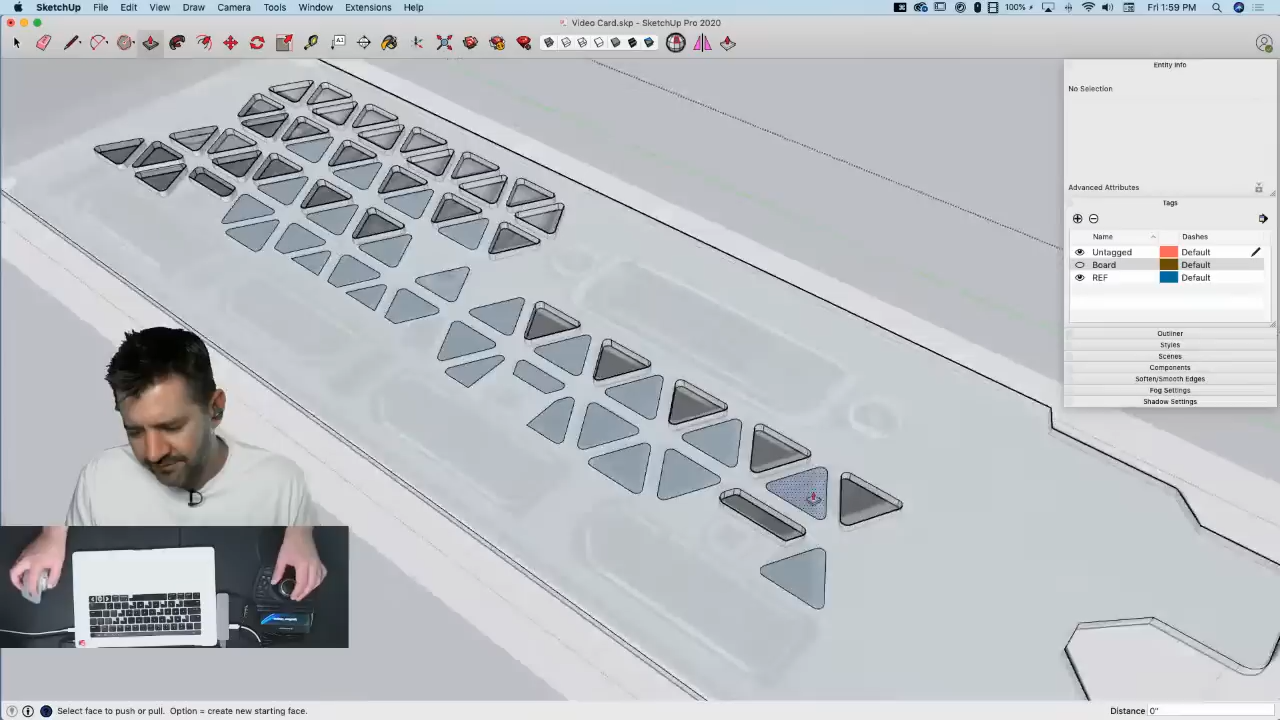 SketchUp File Edit View Draw Camera Tools Window Extensions Help
100% Fri 1:59 PM
Video Card.skp - SketchUp Pro 2020
Entity Info
No Selection
Advanced Attributes
Tags
Name Dashes
Untagged Default
Board Default
REF Default
Outliner
Styles
Scenes
Components
Soften/Smooth Edges
Fog Settings
Shadow Settings
Select face to push or pull. Option = create new starting face.
Distance 0"